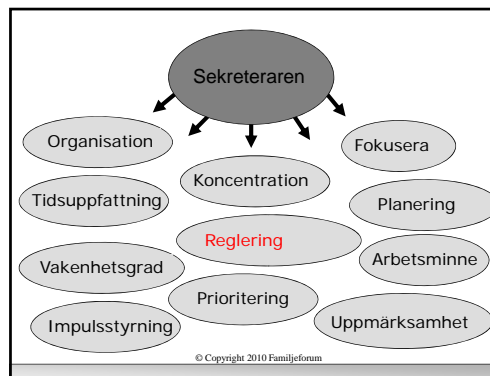 Sekreteraren
Organisation
Fokusera
Koncentration
Tidsuppfattning
Planering
Reglering
Arbetsminne
Vakenhetsgrad
Prioritering
Impulsstyrning
Uppmärksamhet
© Copyright 2010 Familjeforum